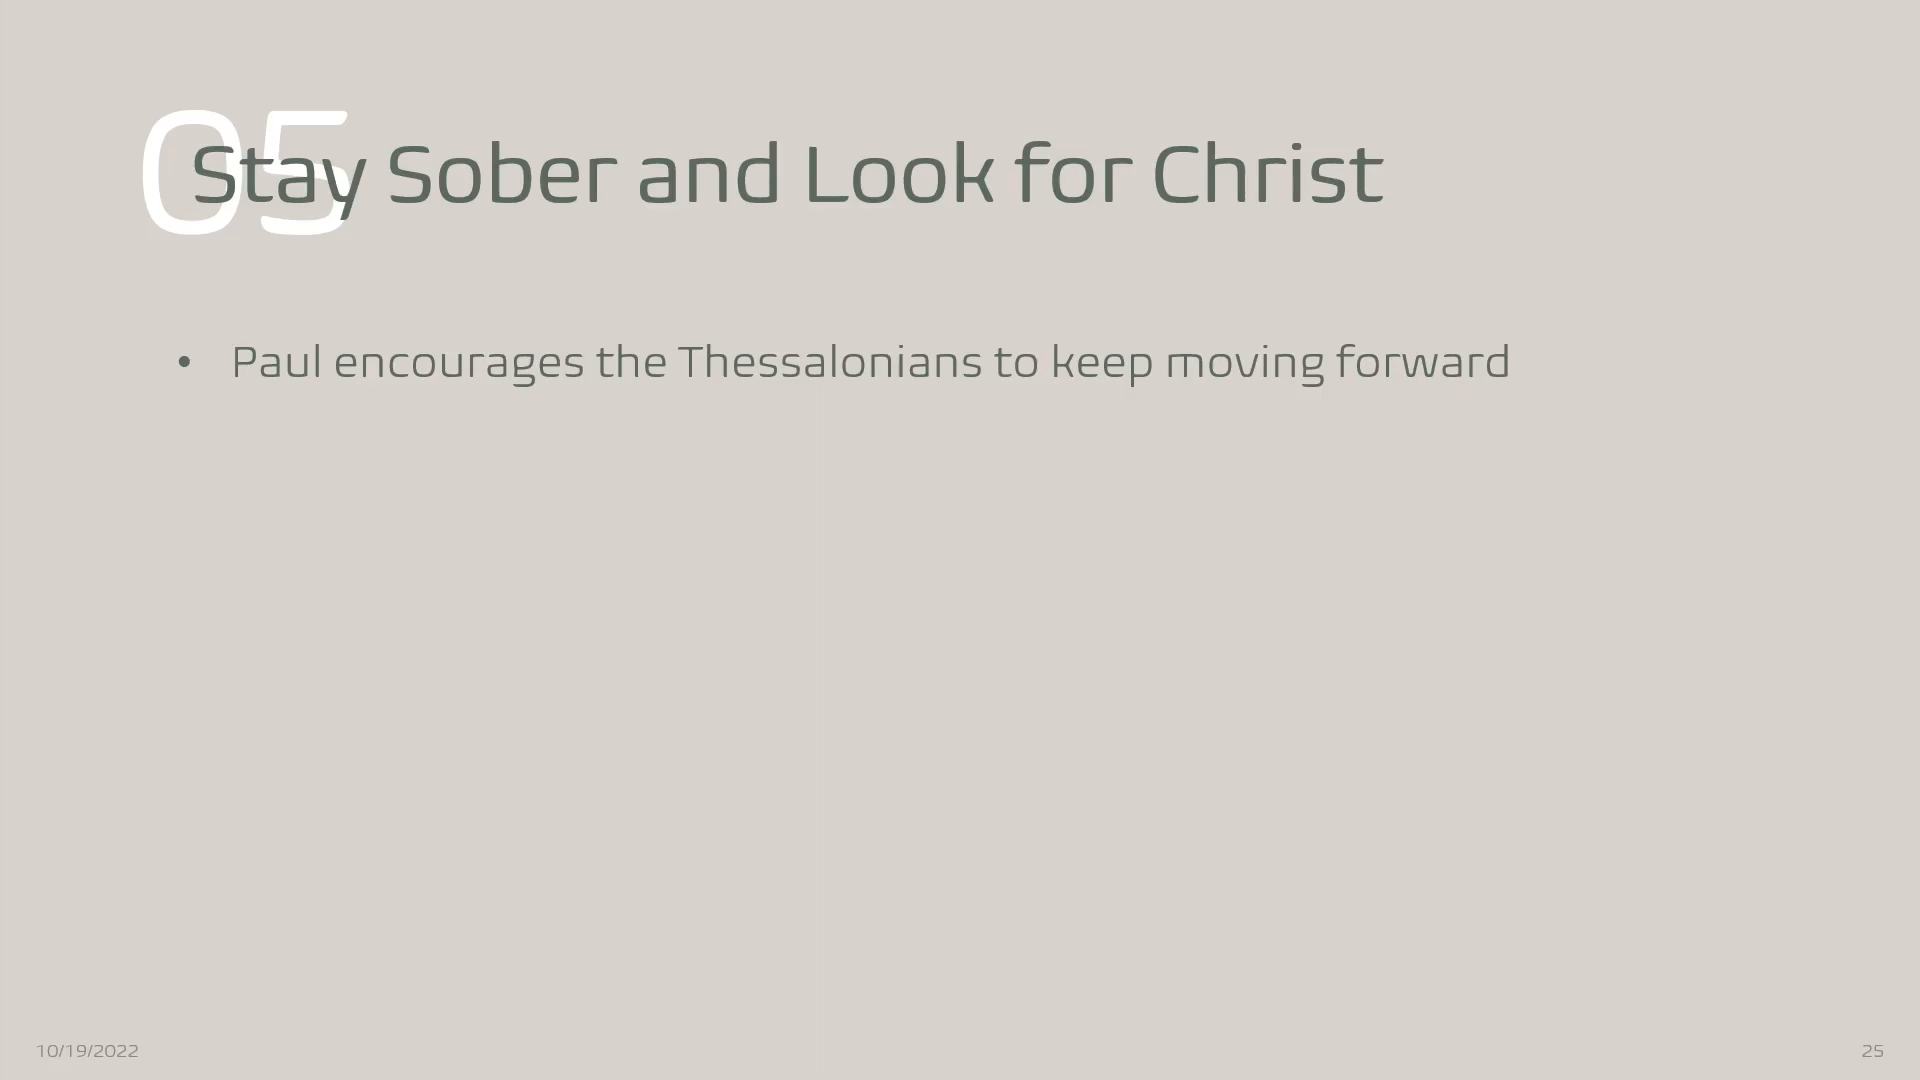 05
Stay Sober and Look for Christ
• Paul encourages the Thessalonians to keep moving forward
10/19/2022
25